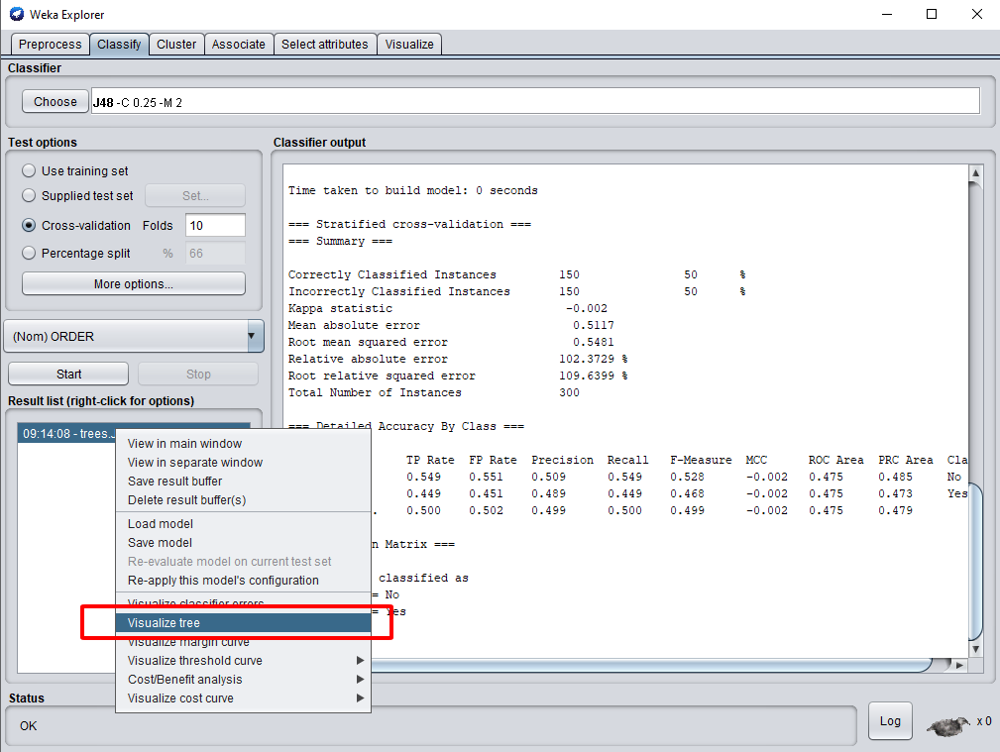 Weka Explorer
Preprocess Classify Cluster Associate Select attributes Visualize
Classifier
Choose J48 -C 0.25 -M 2
Test options
Use training set
Supplied test set Set...
Cross-validation Folds 10
Percentage split % 66
More options...
(Nom) ORDER
Start Stop
Result list (right-click for options)
09:14:08 - trees.
View in main window
View in separate window
Save result buffer
Delete result buffer(s)
Load model
Save model
Re-evaluate model on current test set
Re-apply this model's configuration
Visualize classifier errors
Visualize tree
Visualize margin curve
Visualize threshold curve
Cost/Benefit analysis
Visualize cost curve
Classifier output
Time taken to build model: 0 seconds
=== Stratified cross-validation ===
=== Summary ===
Correctly Classified Instances 150 50 %
Incorrectly Classified Instances 150 50 %
Kappa statistic -0.002
Mean absolute error 0.5117
Root mean squared error 0.5481
Relative absolute error 102.3729 %
Root relative squared error 109.6399 %
Total Number of Instances 300
=== Detailed Accuracy By Class ===
TP Rate FP Rate Precision Recall F-Measure MCC ROC Area PRC Area Cla
0.549 0.551 0.509 0.549 0.528 -0.002 0.475 0.485 No
0.449 0.451 0.489 0.449 0.468 -0.002 0.475 0.473 Yes
. 0.500 0.502 0.499 0.500 0.499 -0.002 0.475 0.479
n Matrix ===
classified as
= No
= Yes
Status
OK
Log x 0